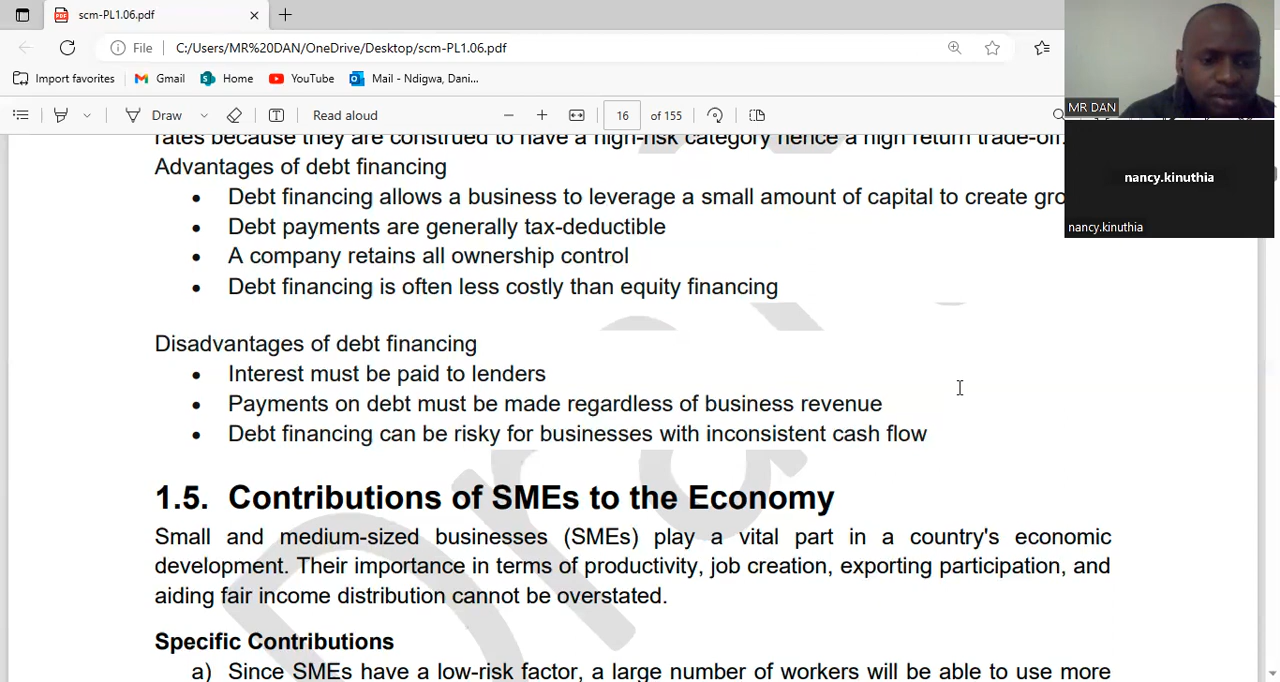 scm-PL1.06.pdf
File C:/Users/MR%20DAN/OneDrive/Desktop/scm-PL1.06.pdf
Import favorites Gmail Home YouTube Mail - Ndigwa, Dani...
Draw Read aloud 16 of 155
MR DAN
nancy.kinuthia
nancy.kinuthia
rates because they are construed to have a high-risk category hence a high return trade-on.
Advantages of debt financing
• Debt financing allows a business to leverage a small amount of capital to create gro
• Debt payments are generally tax-deductible
• A company retains all ownership control
• Debt financing is often less costly than equity financing
Disadvantages of debt financing
• Interest must be paid to lenders
• Payments on debt must be made regardless of business revenue
• Debt financing can be risky for businesses with inconsistent cash flow
1.5. Contributions of SMEs to the Economy
Small and medium-sized businesses (SMEs) play a vital part in a country's economic
development. Their importance in terms of productivity, job creation, exporting participation, and
aiding fair income distribution cannot be overstated.
Specific Contributions
a) Since SMEs have a low-risk factor, a large number of workers will be able to use more